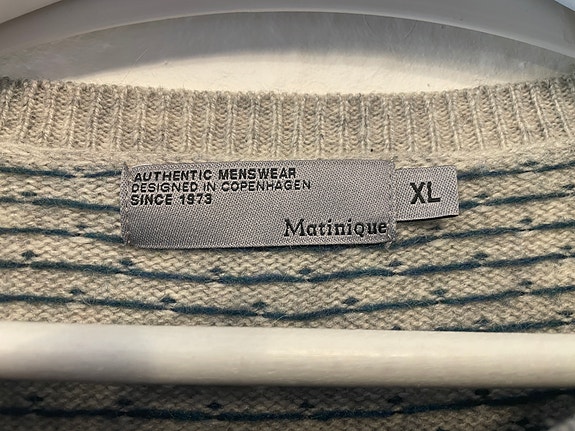 AUTHENTIC MENSWEAR
DESIGNED IN COPENHAGEN
SINCE 1973
Matinique
XL